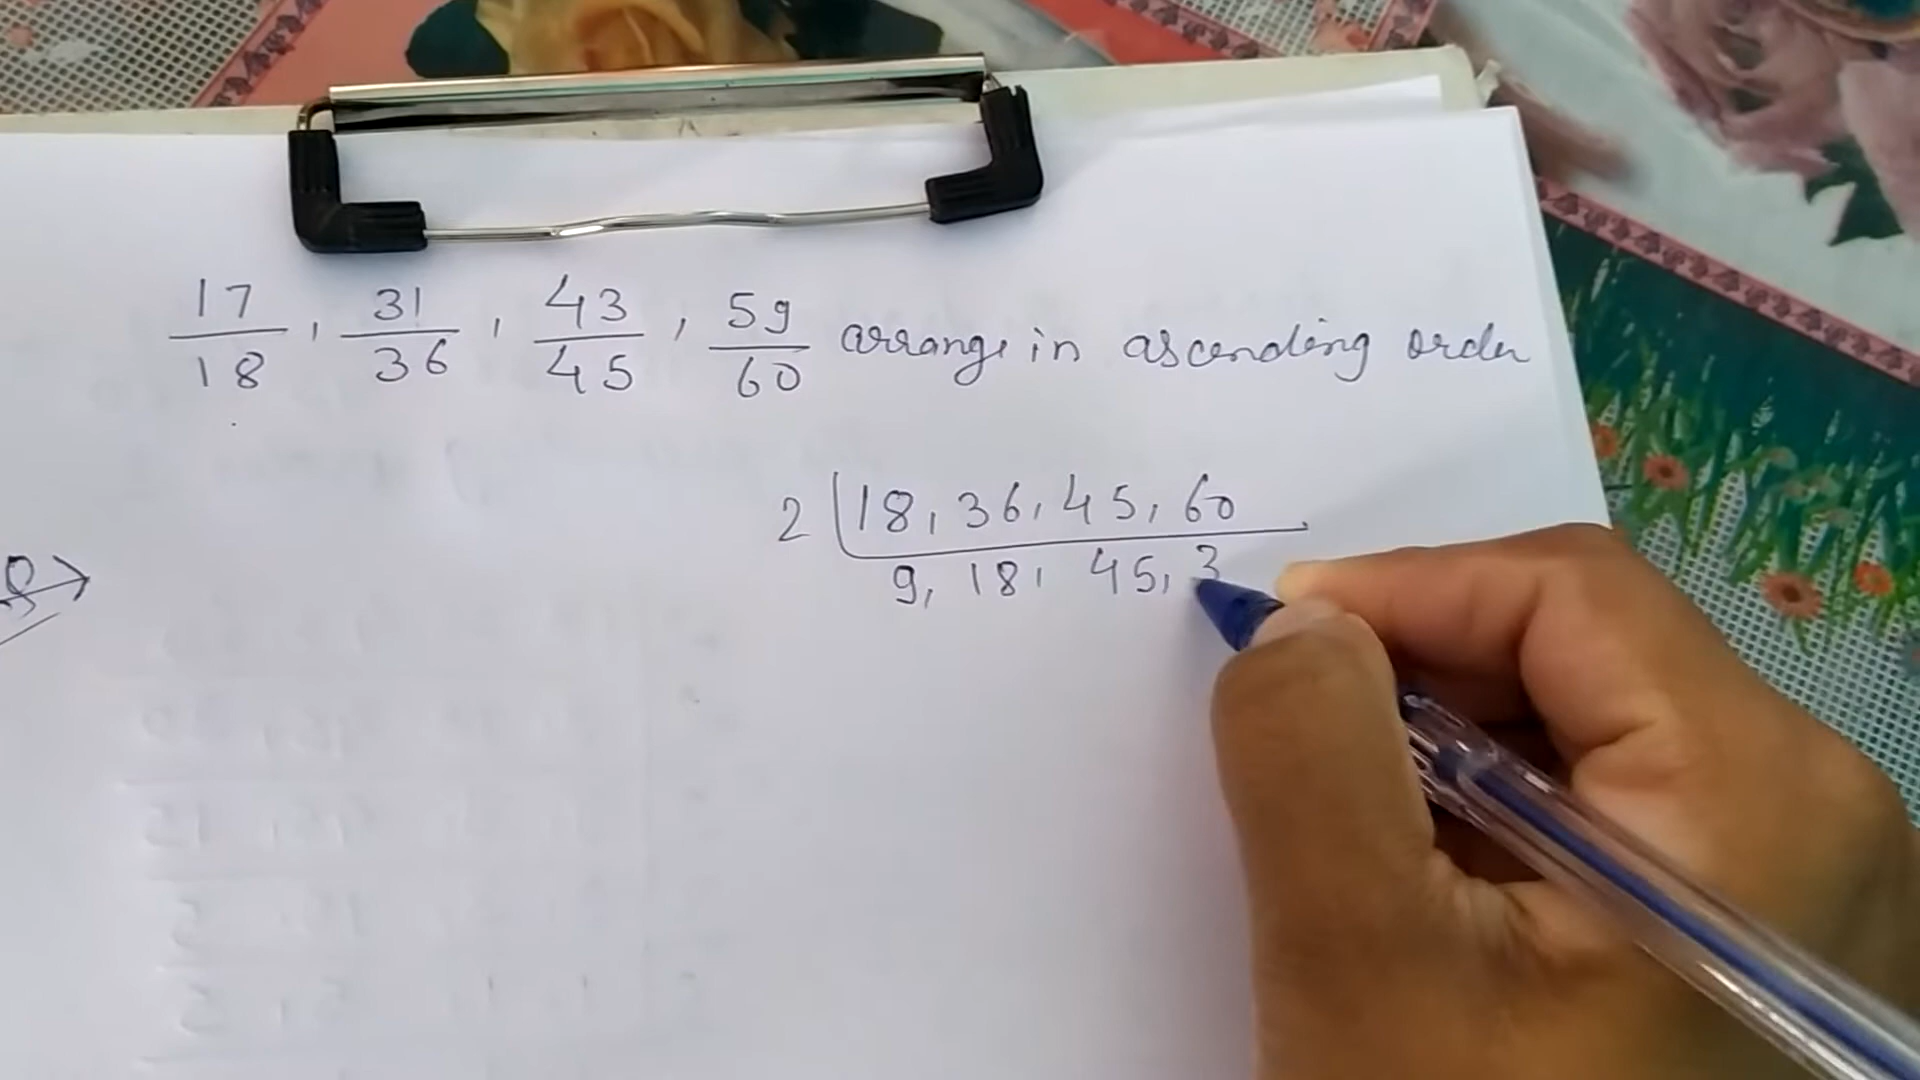 17/18, 31/36, 43/45, 59/60 arrange in ascending order
2 | 18, 36, 45, 60
9, 18, 45, 3